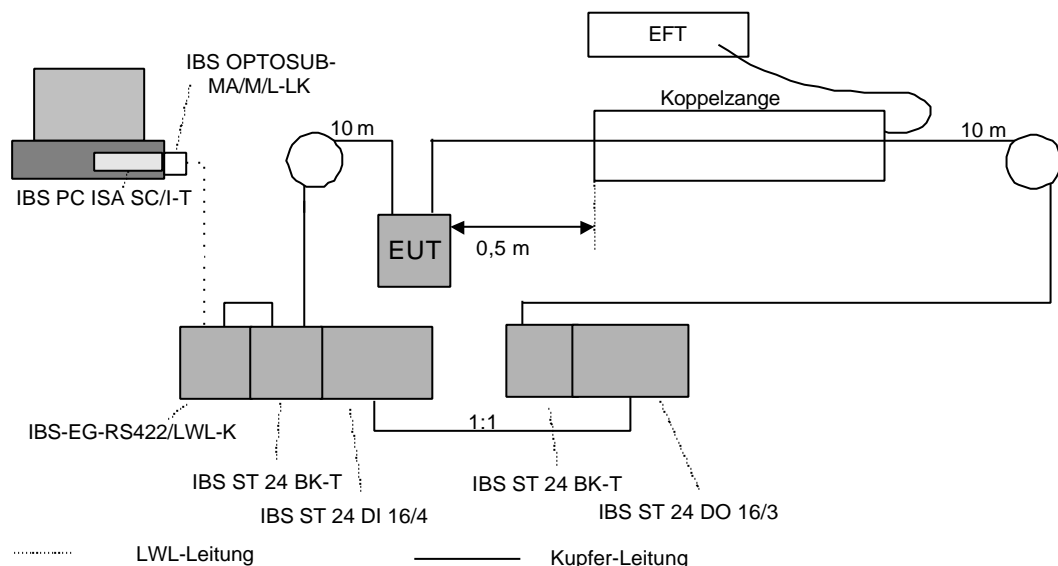 EFT
IBS OPTOSUB-
MA/M/L-LK
Koppelzange
10 m
10 m
IBS PC ISA SC/I-T
EUT
0,5 m
1:1
IBS-EG-RS422/LWL-K
IBS ST 24 BK-T
IBS ST 24 BK-T
IBS ST 24 DI 16/4
IBS ST 24 DO 16/3
LWL-Leitung
Kupfer-Leitung